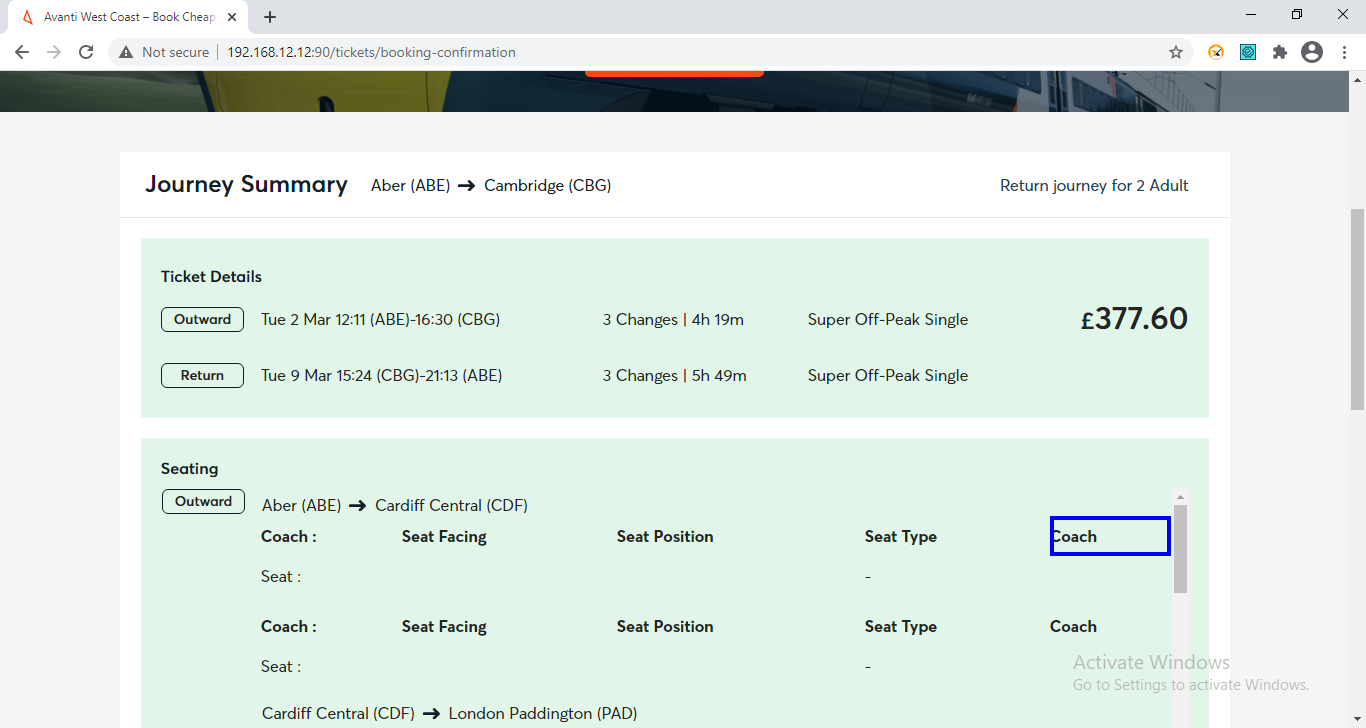 Avanti West Coast – Book Cheap
Not secure 192.168.12.12:90/tickets/booking-confirmation
Journey Summary Aber (ABE) → Cambridge (CBG) Return journey for 2 Adult
Ticket Details
Outward Tue 2 Mar 12:11 (ABE)-16:30 (CBG) 3 Changes | 4h 19m Super Off-Peak Single £377.60
Return Tue 9 Mar 15:24 (CBG)-21:13 (ABE) 3 Changes | 5h 49m Super Off-Peak Single
Seating
Outward Aber (ABE) → Cardiff Central (CDF)
Coach : Seat Facing Seat Position Seat Type Coach
Seat : -
Coach : Seat Facing Seat Position Seat Type Coach
Seat : -
Activate Windows
Go to Settings to activate Windows.
Cardiff Central (CDF) → London Paddington (PAD)